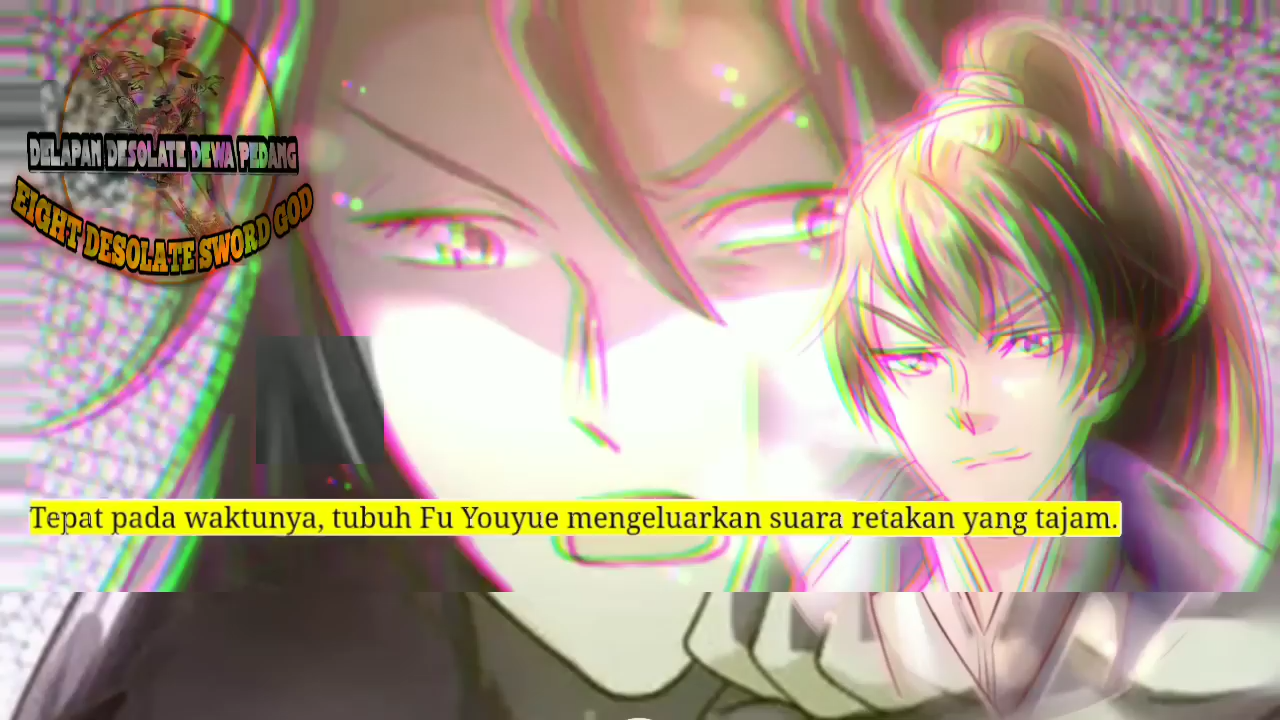 DELAPAN DESOLATE DEWA PEDANG
EIGHT DESOLATE SWORD GOD
Tepat pada waktunya, tubuh Fu Youyue mengeluarkan suara retakan yang tajam.